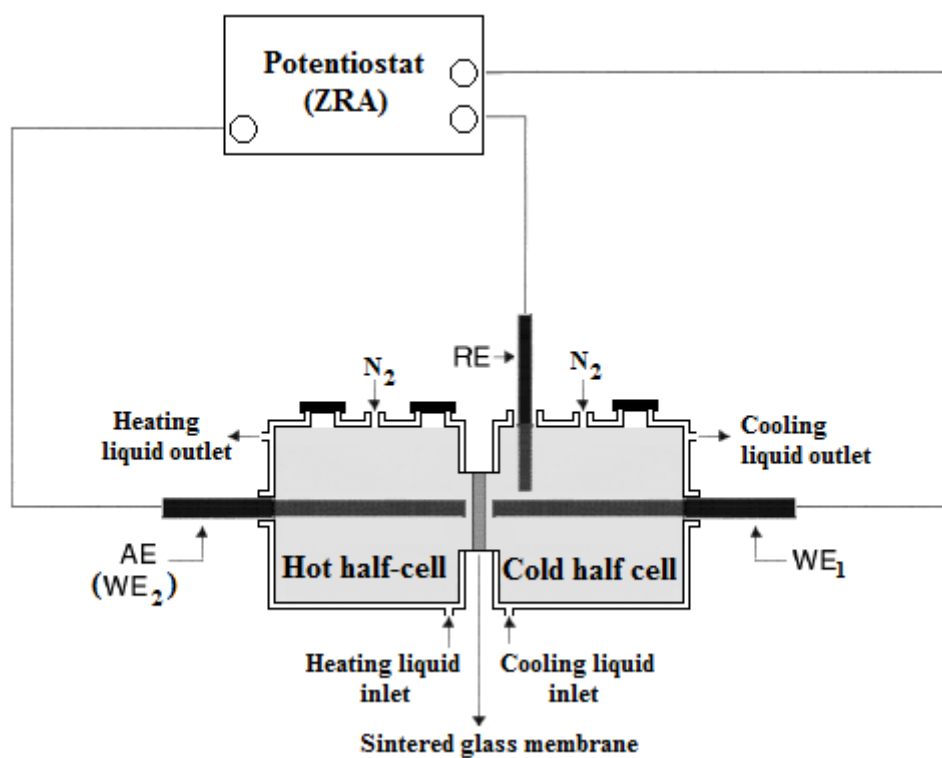 Potentiostat
(ZRA)
RE
N2
N2
Heating
liquid outlet
Cooling
liquid outlet
AE
(WE2)
Hot half-cell
Cold half cell
WE1
Heating liquid
inlet
Cooling liquid
inlet
Sintered glass membrane